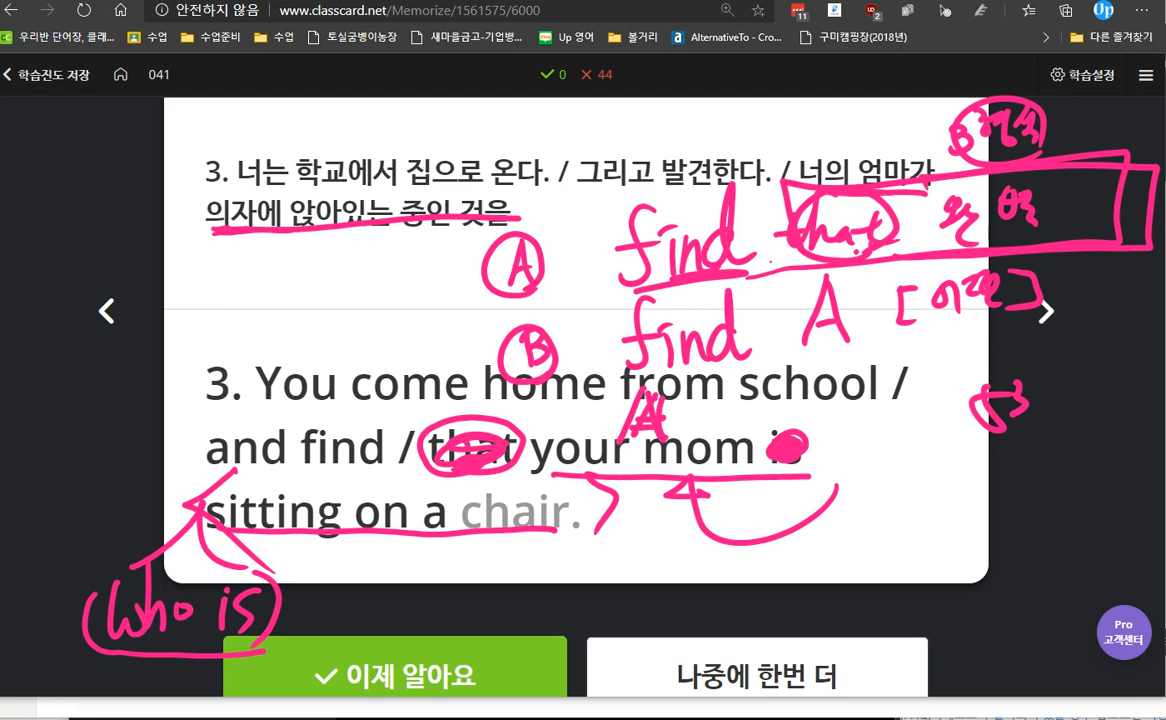 안전하지 않음 www.classcard.net/Memorize/1561575/6000
11 2 Up
우리반 단어장, 클래... 수업 수업준비 수업 토실굼벵이농장 새마을금고-기업뱅... Up 영어 볼거리 AlternativeTo - Cro... 구미캠핑장(2018년) 다른 즐겨찾기
학습진도 저장 041 0 44 학습설정
3. 너는 학교에서 집으로 온다. / 그리고 발견한다. / 너의 엄마가
의자에 앉아있는 중인 것을
A find that
B find A
3. You come home from school /
and find / that your mom is
sitting on a chair.
(Who is)
Pro
고객센터
이제 알아요 나중에 한번 더